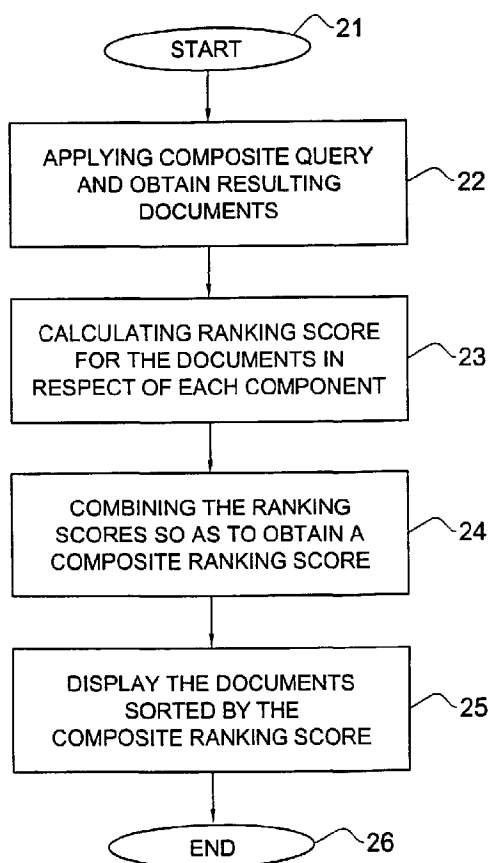 START
21
APPLYING COMPOSITE QUERY
AND OBTAIN RESULTING
DOCUMENTS
22
CALCULATING RANKING SCORE
FOR THE DOCUMENTS IN
RESPECT OF EACH COMPONENT
23
COMBINING THE RANKING
SCORES SO AS TO OBTAIN A
COMPOSITE RANKING SCORE
24
DISPLAY THE DOCUMENTS
SORTED BY THE
COMPOSITE RANKING SCORE
25
END
26